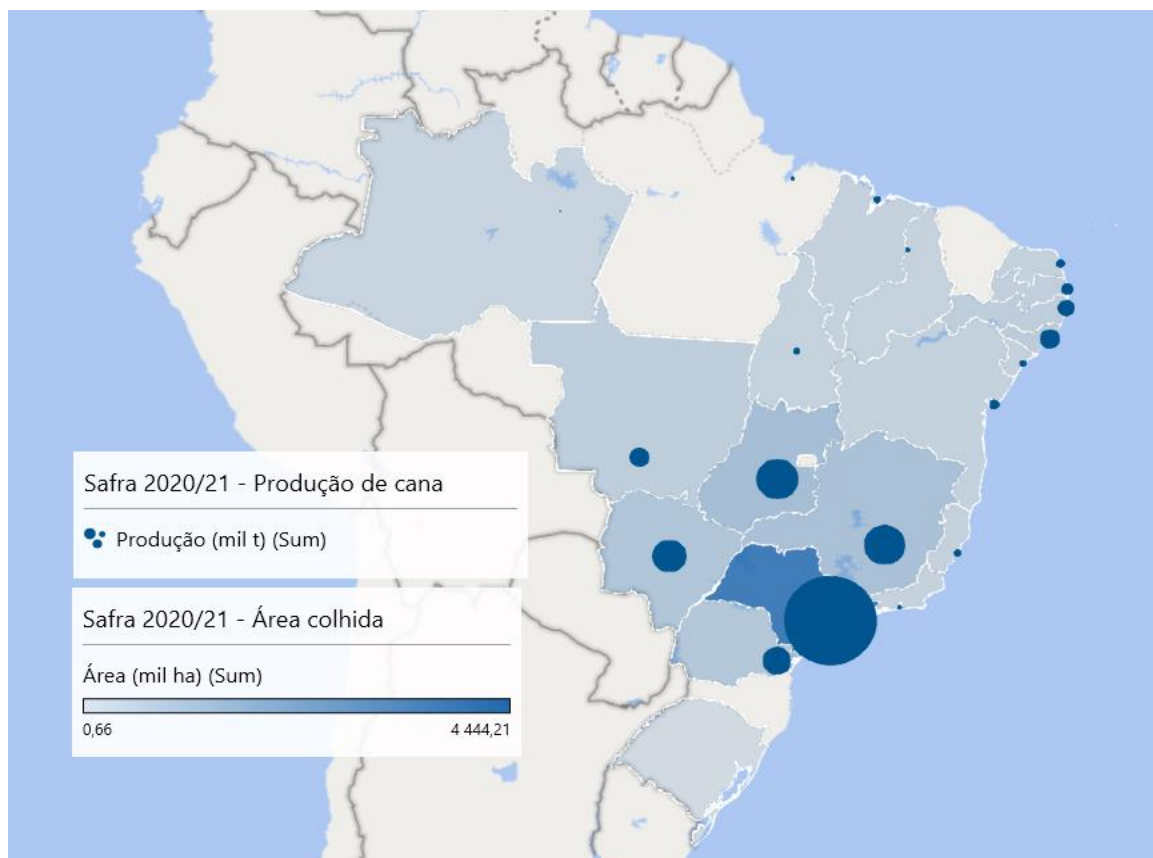 Safra 2020/21 - Produção de cana
Produção (mil t) (Sum)
Safra 2020/21 - Área colhida
Área (mil ha) (Sum)
0,66 4 444,21